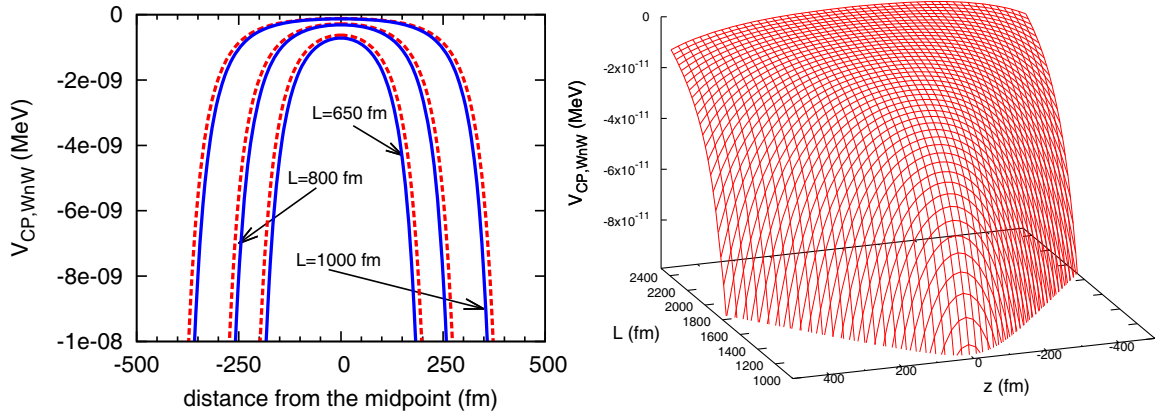 0
-2e-09
-4e-09
-6e-09
-8e-09
-1e-08
V_CP,WnW (MeV)
L=650 fm
L=800 fm
L=1000 fm
-500 -250 0 250 500
distance from the midpoint (fm)
0
-2x10^-11
-4x10^-11
-6x10^-11
-8x10^-11
V_CP,WnW (MeV)
2400
2200
2000
1800
1600
1400
1200
1000
L (fm)
400 200 0 -200 -400
z (fm)